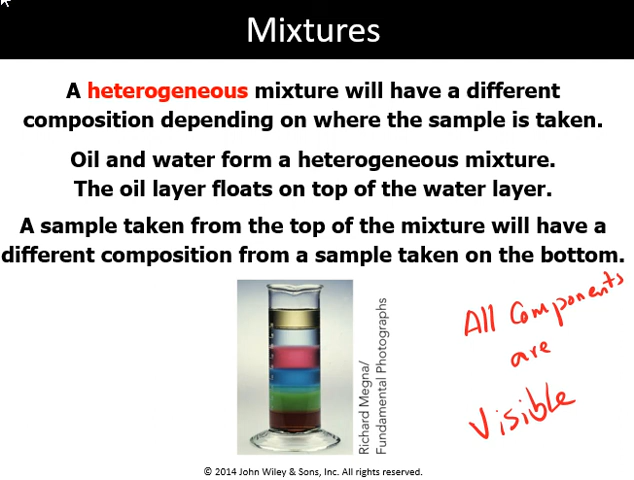 Mixtures
A heterogeneous mixture will have a different
composition depending on where the sample is taken.
Oil and water form a heterogeneous mixture.
The oil layer floats on top of the water layer.
A sample taken from the top of the mixture will have a
different composition from a sample taken on the bottom.
Richard Megna/
Fundamental Photographs
All Components
are
Visible
© 2014 John Wiley & Sons, Inc. All rights reserved.